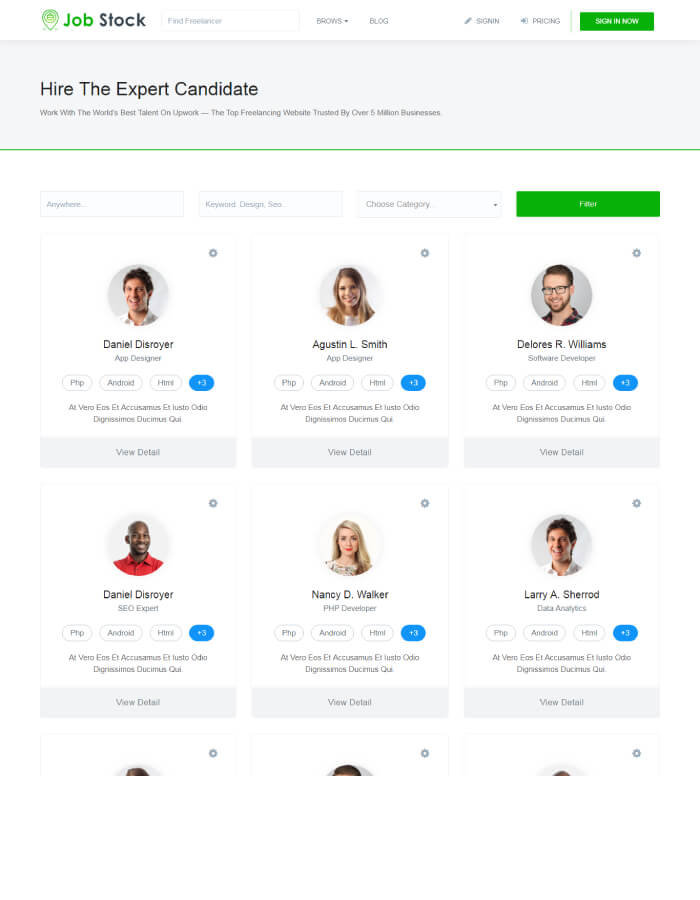 Job Stock
Find Freelancer
BROWS
BLOG
SIGNIN
PRICING
SIGN IN NOW
Hire The Expert Candidate
Work With The World's Best Talent On Upwork — The Top Freelancing Website Trusted By Over 5 Million Businesses.
Anywhere...
Keyword: Design, Seo...
Choose Category...
Filter
Daniel Disroyer
App Designer
Php Android Html +3
At Vero Eos Et Accusamus Et Iusto Odio
Dignissimos Ducimus Qui.
View Detail
Agustin L. Smith
App Designer
Php Android Html +3
At Vero Eos Et Accusamus Et Iusto Odio
Dignissimos Ducimus Qui.
View Detail
Delores R. Williams
Software Developer
Php Android Html +3
At Vero Eos Et Accusamus Et Iusto Odio
Dignissimos Ducimus Qui.
View Detail
Daniel Disroyer
SEO Expert
Php Android Html +3
At Vero Eos Et Accusamus Et Iusto Odio
Dignissimos Ducimus Qui.
View Detail
Nancy D. Walker
PHP Developer
Php Android Html +3
At Vero Eos Et Accusamus Et Iusto Odio
Dignissimos Ducimus Qui.
View Detail
Larry A. Sherrod
Data Analytics
Php Android Html +3
At Vero Eos Et Accusamus Et Iusto Odio
Dignissimos Ducimus Qui.
View Detail